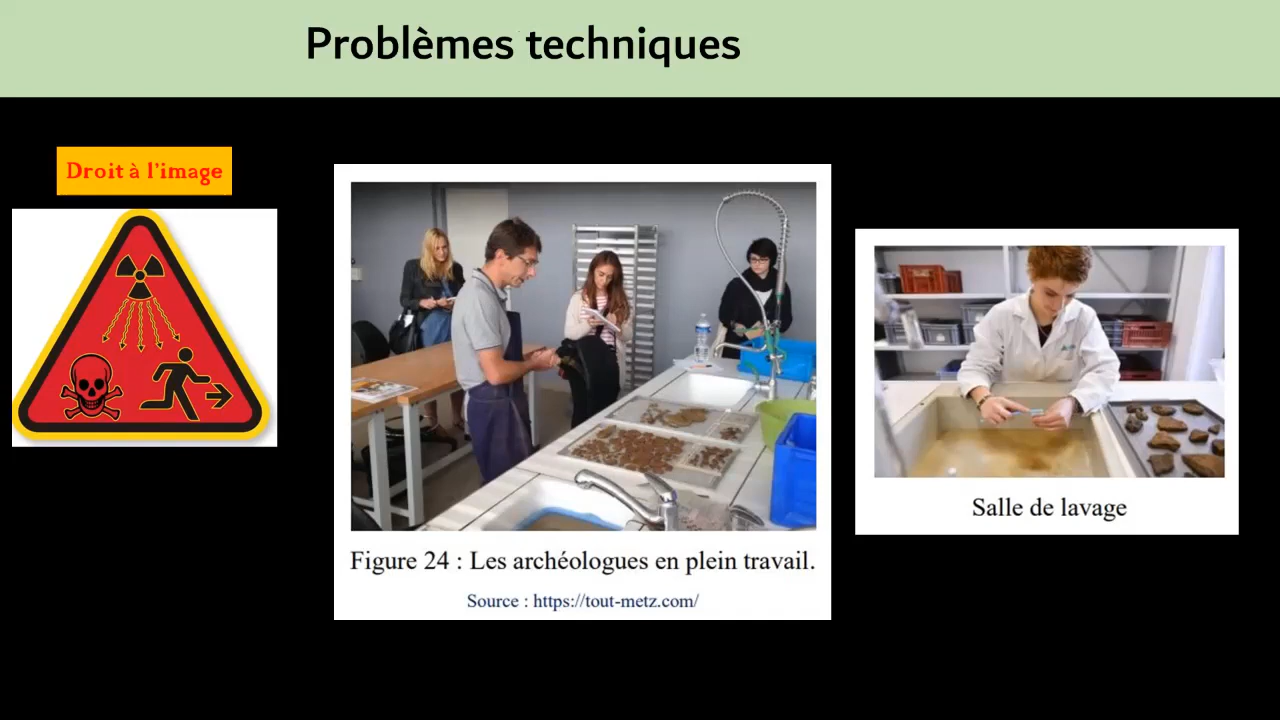 Problèmes techniques
Droit à l'image
Figure 24 : Les archéologues en plein travail.
Source : https://tout-metz.com/
Salle de lavage